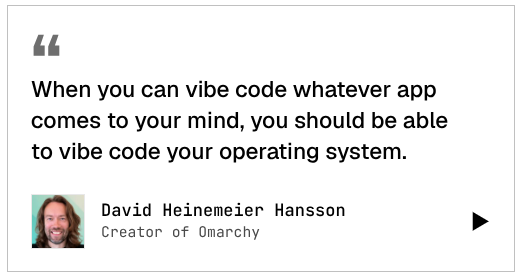 “
When you can vibe code whatever app
comes to your mind, you should be able
to vibe code your operating system.
David Heinemeier Hansson
Creator of Omarchy